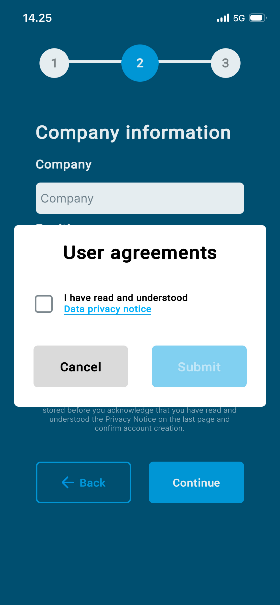 14.25
5G
1
2
3
Company information
Company
Company
User agreements
I have read and understood
Data privacy notice
Cancel
Submit
stored before you acknowledge that you have read and
understood the Privacy Notice on the last page and
confirm account creation.
Back
Continue